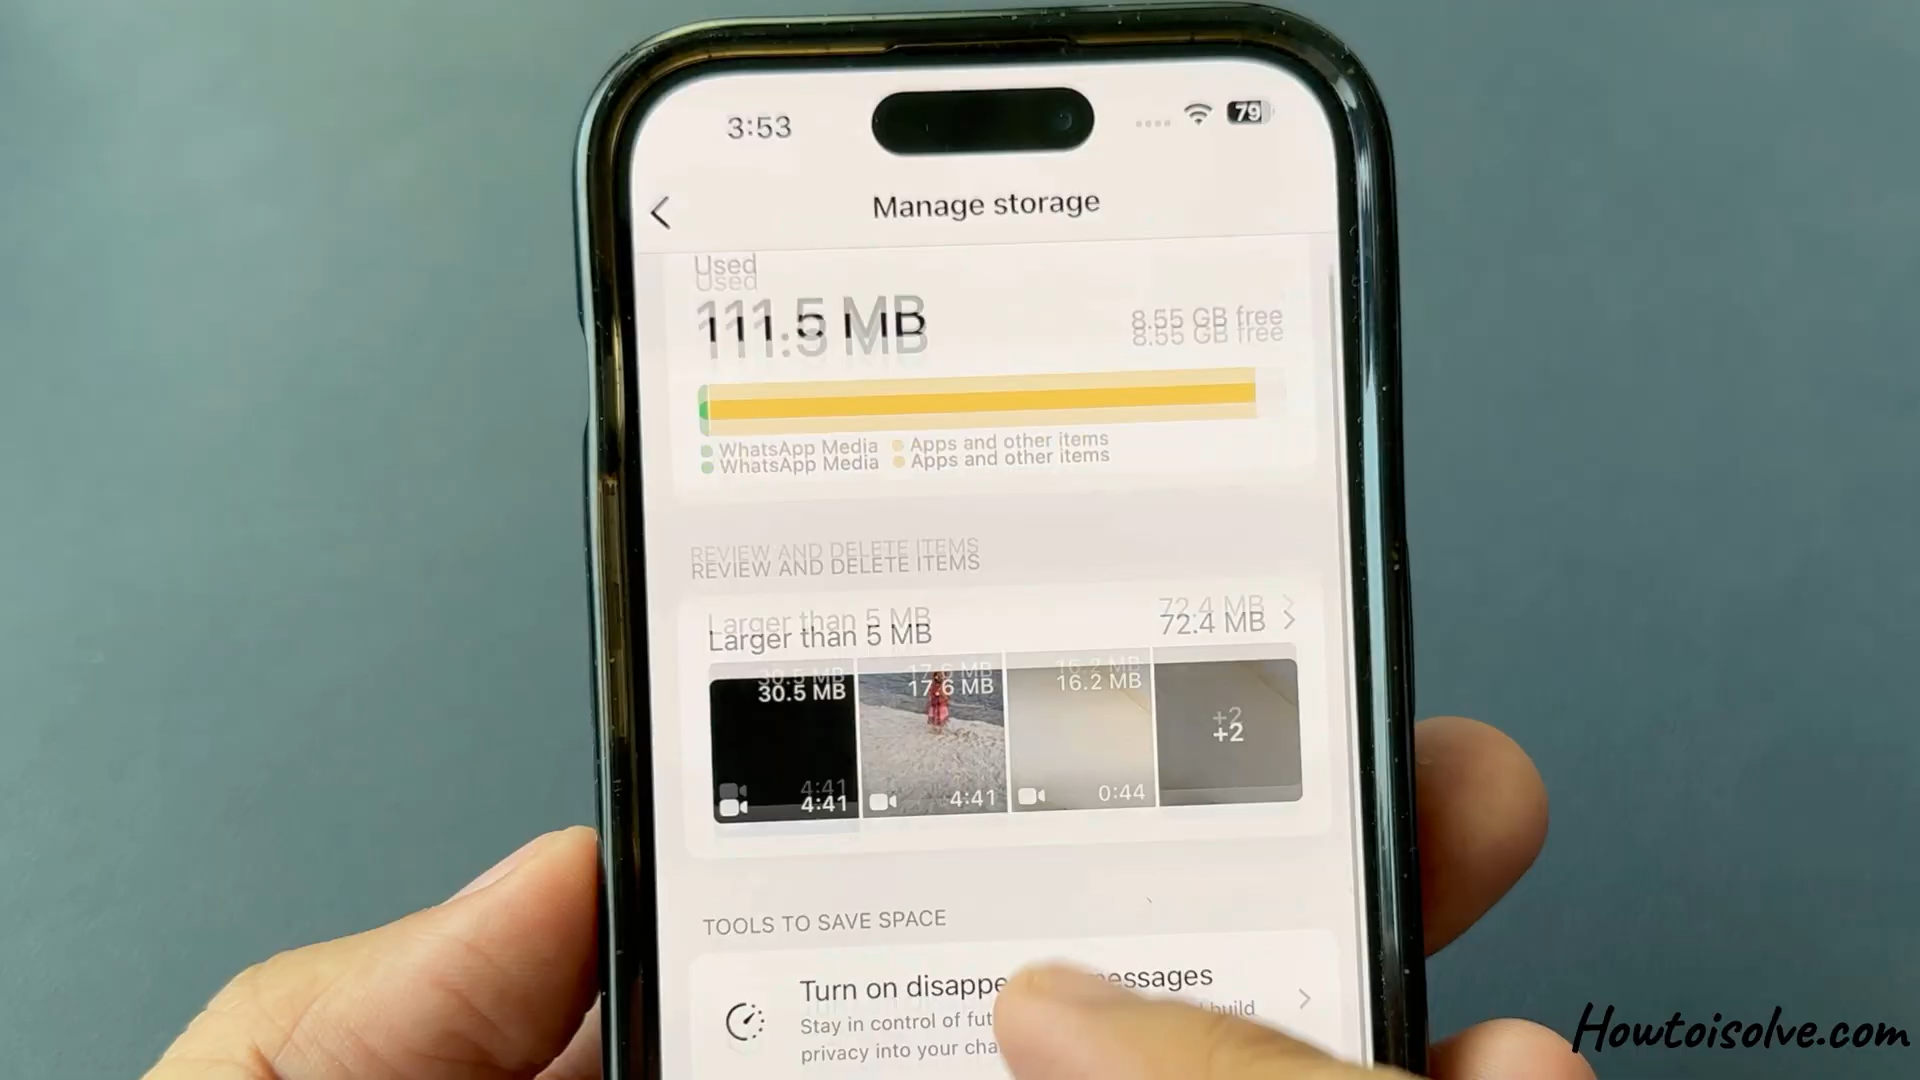 3:53
79
Manage storage
Used
111.5 MB
8.55 GB free
WhatsApp Media
Apps and other items
REVIEW AND DELETE ITEMS
Larger than 5 MB
72.4 MB
30.5 MB
17.6 MB
16.2 MB
+2
4:41
4:41
0:44
TOOLS TO SAVE SPACE
Turn on messages
Stay in control of build
privacy into your
Howtoisolve.com